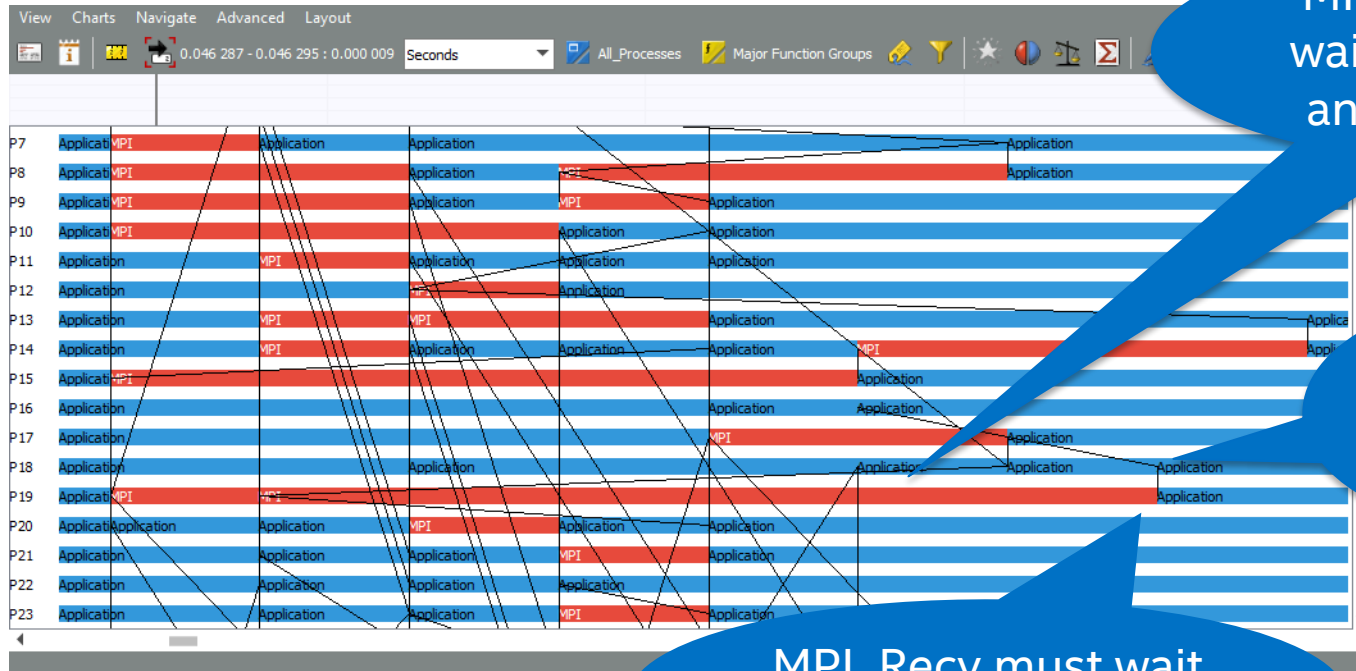 View Charts Navigate Advanced Layout
0.046 287 - 0.046 295 : 0.000 009 Seconds All_Processes Major Function Groups
wai
an
P7 Applicati MPI Application Application Application
P8 Applicati MPI Application MPI Application
P9 Applicati MPI Application MPI Application
P10 Applicati MPI Application Application
P11 Application MPI Application Application Application
P12 Application MPI Application
P13 Application MPI MPI Application Applica
P14 Application MPI Application Application Application MPI Appli
P15 Applicati MPI Application
P16 Application Application Application
P17 Application MPI Application
P18 Application Application Application Application Application
P19 Applicati MPI MPI Application
P20 Applicati Application Application MPI Application Application
P21 Application Application Application MPI Application
P22 Application Application Application Application
P23 Application Application Application MPI Application
MPI_Recv must wait